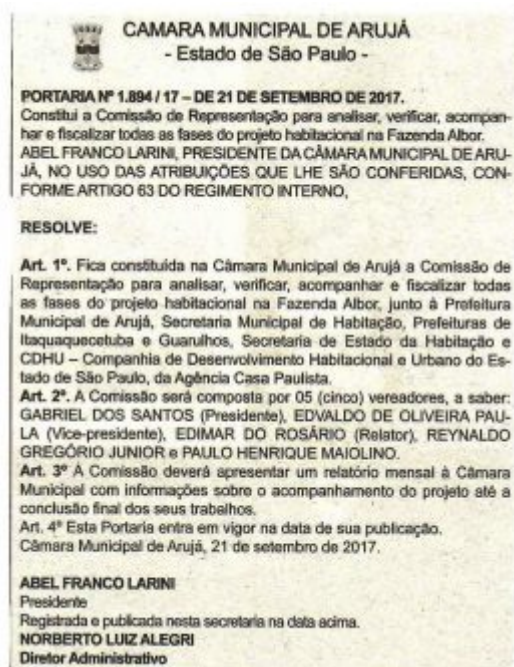 CAMARA MUNICIPAL DE ARUJÁ
- Estado de São Paulo -
PORTARIA Nº 1.894 / 17 – DE 21 DE SETEMBRO DE 2017.
Constitui a Comissão de Representação para analisar, verificar, acompan-
har e fiscalizar todas as fases do projeto habitacional na Fazenda Albor.
ABEL FRANCO LARINI, PRESIDENTE DA CÂMARA MUNICIPAL DE ARU-
JÁ, NO USO DAS ATRIBUIÇÕES QUE LHE SÃO CONFERIDAS, CON-
FORME ARTIGO 63 DO REGIMENTO INTERNO,
RESOLVE:
Art. 1º. Fica constituída na Câmara Municipal de Arujá a Comissão de
Representação para analisar, verificar, acompanhar e fiscalizar todas
as fases do projeto habitacional na Fazenda Albor, junto à Prefeitura
Municipal de Arujá, Secretaria Municipal de Habitação, Prefeituras de
Itaquaquecetuba e Guarulhos, Secretaria de Estado da Habitação e
CDHU – Companhia de Desenvolvimento Habitacional e Urbano do Es-
tado de São Paulo, da Agência Casa Paulista.
Art. 2º. A Comissão será composta por 05 (cinco) vereadores, a saber:
GABRIEL DOS SANTOS (Presidente), EDVALDO DE OLIVEIRA PAU-
LA (Vice-presidente), EDIMAR DO ROSÁRIO (Relator), REYNALDO
GREGÓRIO JUNIOR e PAULO HENRIQUE MAIOLINO.
Art. 3º A Comissão deverá apresentar um relatório mensal à Câmara
Municipal com informações sobre o acompanhamento do projeto até a
conclusão final dos seus trabalhos.
Art. 4º Esta Portaria entra em vigor na data de sua publicação.
Câmara Municipal de Arujá, 21 de setembro de 2017.
ABEL FRANCO LARINI
Presidente
Registrada e publicada nesta secretaria na data acima.
NORBERTO LUIZ ALEGRI
Diretor Administrativo